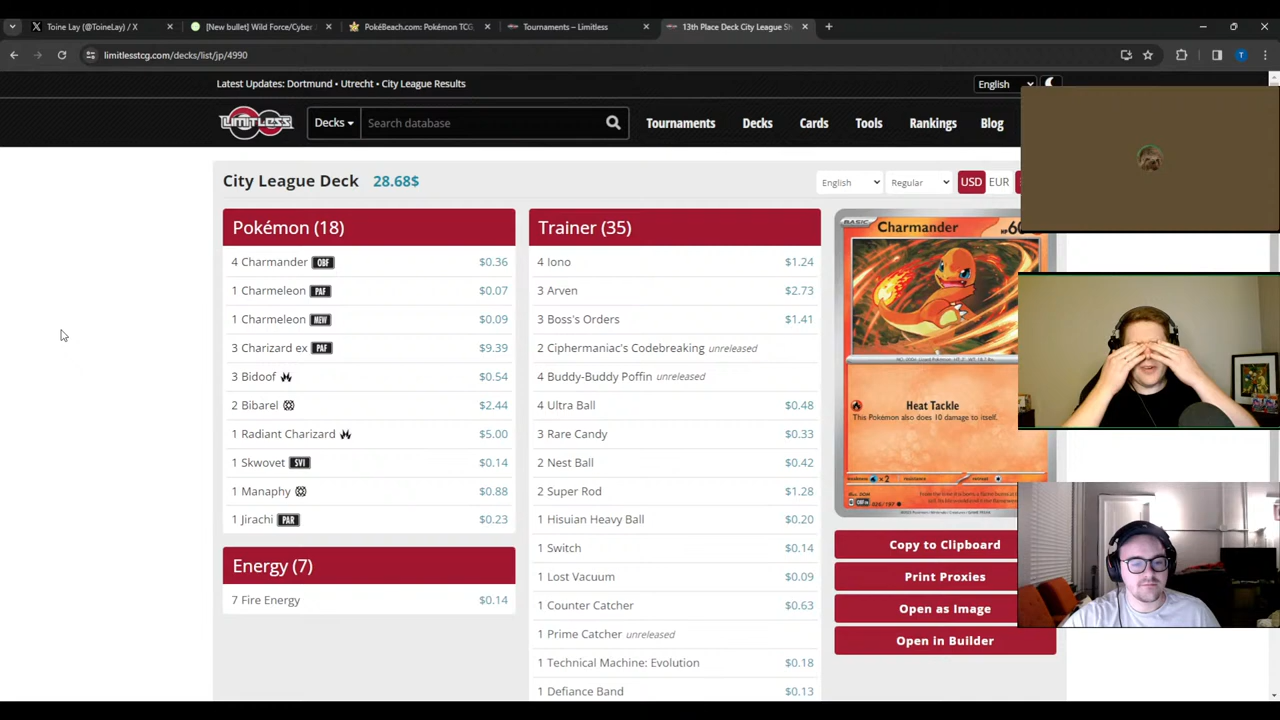 Toine Lay (@ToineLay) / X
[New bullet] Wild Force/Cyber
PokéBeach.com: Pokémon TCG
Tournaments – Limitless
13th Place Deck City League Sh
limitlesstcg.com/decks/list/jp/4990
T
Latest Updates: Dortmund • Utrecht • City League Results
English
LIMITLESS
Decks
Search database
Tournaments
Decks
Cards
Tools
Rankings
Blog
City League Deck 28.68$
English
Regular
USD
EUR
Pokémon (18)
4 Charmander OBF $0.36
1 Charmeleon PAF $0.07
1 Charmeleon MEW $0.09
3 Charizard ex PAF $9.39
3 Bidoof $0.54
2 Bibarel $2.44
1 Radiant Charizard $5.00
1 Skwovet SVI $0.14
1 Manaphy $0.88
1 Jirachi PAR $0.23
Energy (7)
7 Fire Energy $0.14
Trainer (35)
4 Iono $1.24
3 Arven $2.73
3 Boss's Orders $1.41
2 Ciphermaniac's Codebreaking unreleased
4 Buddy-Buddy Poffin unreleased
4 Ultra Ball $0.48
3 Rare Candy $0.33
2 Nest Ball $0.42
2 Super Rod $1.28
1 Hisuian Heavy Ball $0.20
1 Switch $0.14
1 Lost Vacuum $0.09
1 Counter Catcher $0.63
1 Prime Catcher unreleased
1 Technical Machine: Evolution $0.18
1 Defiance Band $0.13
BASIC
Charmander
HP 60
Heat Tackle
This Pokémon also does 10 damage to itself.
weakness x2 resistance retreat
Copy to Clipboard
Print Proxies
Open as Image
Open in Builder